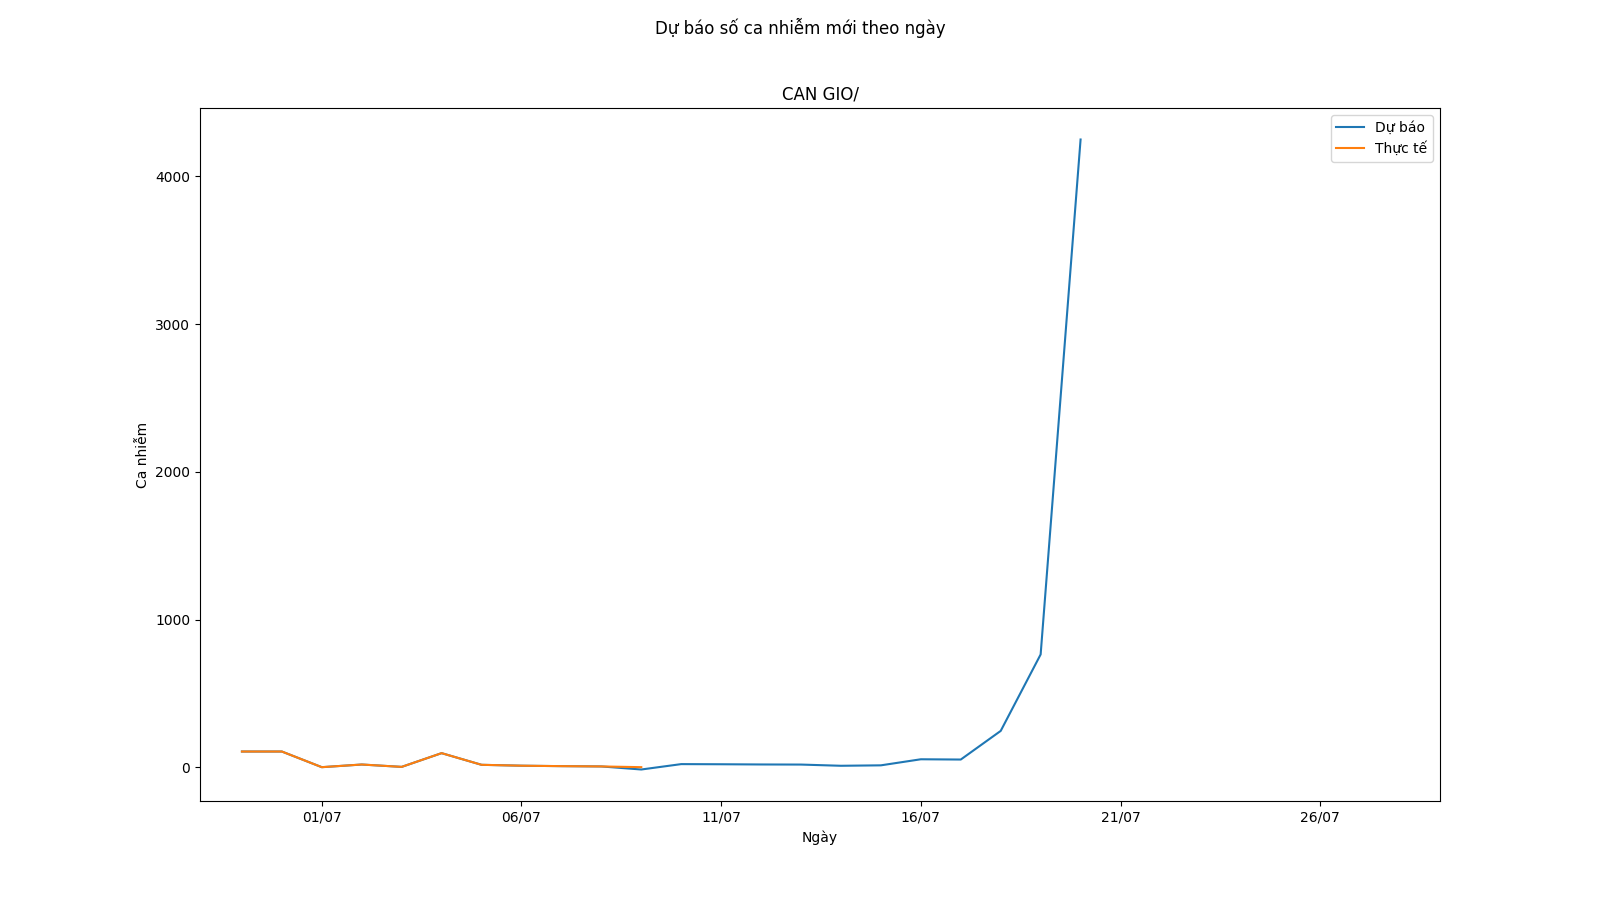 Dự báo số ca nhiễm mới theo ngày
CAN GIO/
Dự báo
Thực tế
4000
3000
2000
1000
0
Ca nhiễm
01/07
06/07
11/07
16/07
21/07
26/07
Ngày